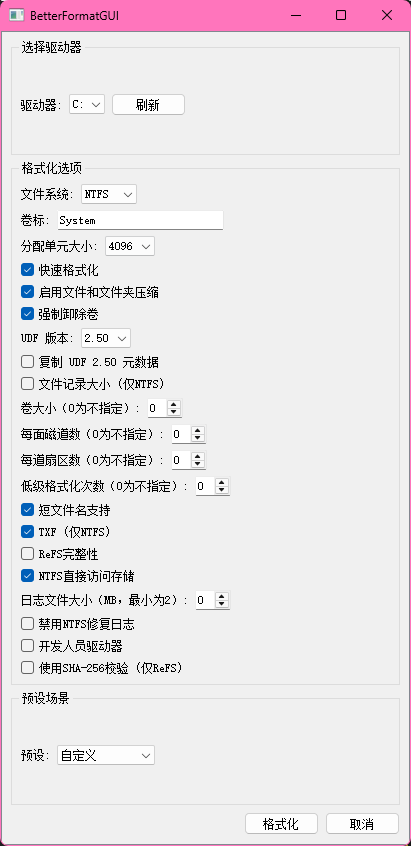 BetterFormatGUI
选择驱动器
驱动器: C: 刷新
格式化选项
文件系统: NTFS
卷标: System
分配单元大小: 4096
快速格式化
启用文件和文件夹压缩
强制卸除卷
UDF 版本: 2.50
复制 UDF 2.50 元数据
文件记录大小（仅NTFS）
卷大小（0为不指定）: 0
每面磁道数（0为不指定）: 0
每道扇区数（0为不指定）: 0
低级格式化次数（0为不指定）: 0
短文件名支持
TXF（仅NTFS）
ReFS完整性
NTFS直接访问存储
日志文件大小（MB，最小为2）: 0
禁用NTFS修复日志
开发人员驱动器
使用SHA-256校验（仅ReFS）
预设场景
预设: 自定义
格式化 取消